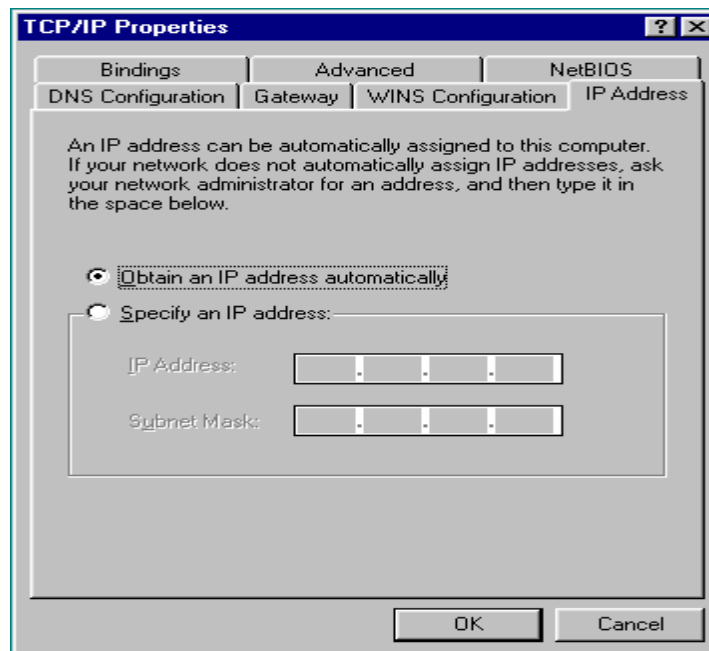 TCP/IP Properties
Bindings Advanced NetBIOS
DNS Configuration Gateway WINS Configuration IP Address
An IP address can be automatically assigned to this computer.
If your network does not automatically assign IP addresses, ask
your network administrator for an address, and then type it in
the space below.
Obtain an IP address automatically
Specify an IP address:
IP Address:
. . .
Subnet Mask:
. . .
OK Cancel